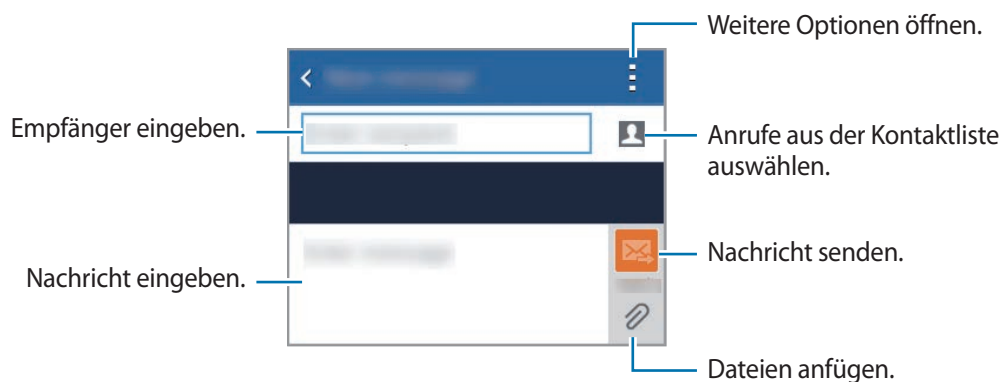 Weitere Optionen öffnen.
Empfänger eingeben.
Anrufe aus der Kontaktliste
auswählen.
Nachricht senden.
Nachricht eingeben.
Dateien anfügen.